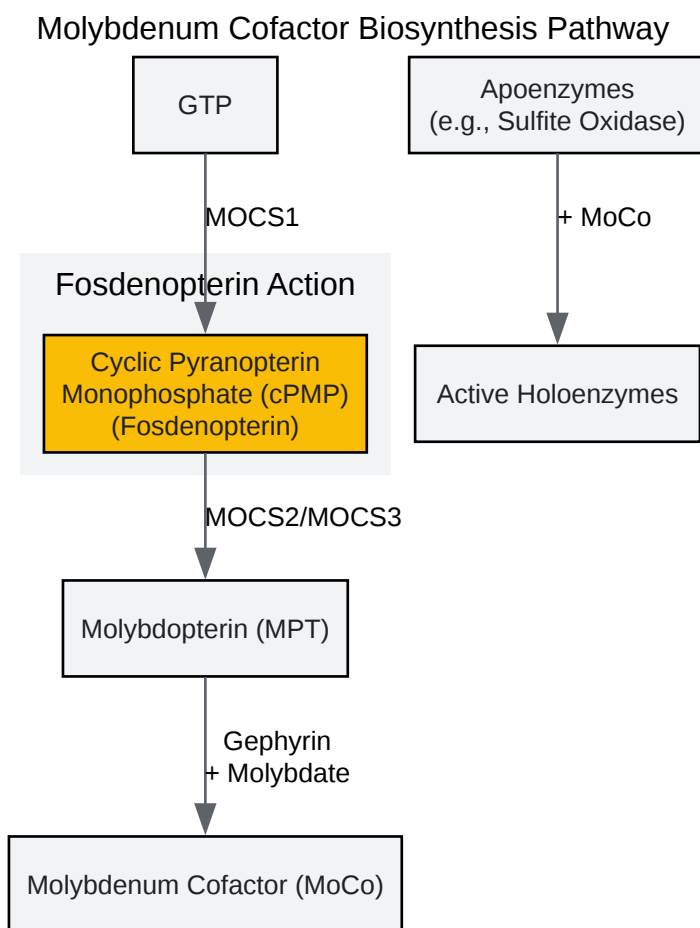 Molybdenum Cofactor Biosynthesis Pathway
GTP
Apoenzymes
(e.g., Sulfite Oxidase)
MOCS1
+ MoCo
Fosdenopterin Action
Cyclic Pyranopterin
Monophosphate (cPMP)
(Fosdenopterin)
Active Holoenzymes
MOCS2/MOCS3
Molybdopterin (MPT)
Gephyrin
+ Molybdate
Molybdenum Cofactor (MoCo)